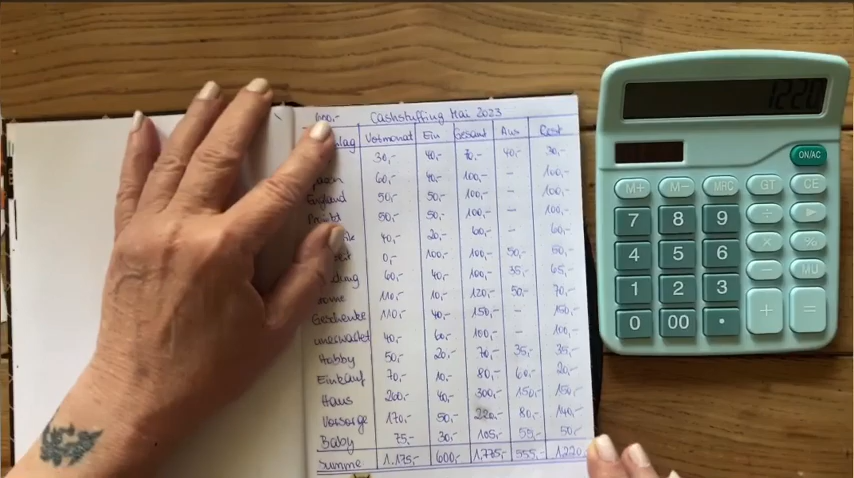 600,- Cashstuffing Mai 2023
lag Vormonat Ein Gesamt Aus Rest
30,- 40,- 70,- 40,- 30,-
60,- 40,- 100,- - 100,-
England 50,- 50,- 100,- - 100,-
50,- 50,- 100,- - 100,-
40,- 20,- 60,- - 60,-
0,- 100,- 100,- 50,- 50,-
60,- 40,- 100,- 35,- 65,-
110,- 10,- 120,- 50,- 70,-
Geschenke 110,- 40,- 150,- - 150,-
unerwartet 40,- 60,- 100,- - 100,-
Hobby 50,- 20,- 70,- 35,- 35,-
Einkauf 70,- 10,- 80,- 60,- 20,-
Haus 260,- 40,- 300,- 150,- 150,-
Vorsorge 170,- 50,- 220,- 80,- 140,-
Baby 75,- 30,- 105,- 55,- 50,-
Summe 1.175,- 600,- 1.775,- 555,- 1.220,-
1220
ON/AC
M+ M- MRC GT CE
7 8 9 ÷ ▶
4 5 6 × %
1 2 3 − MU
0 00 • + =